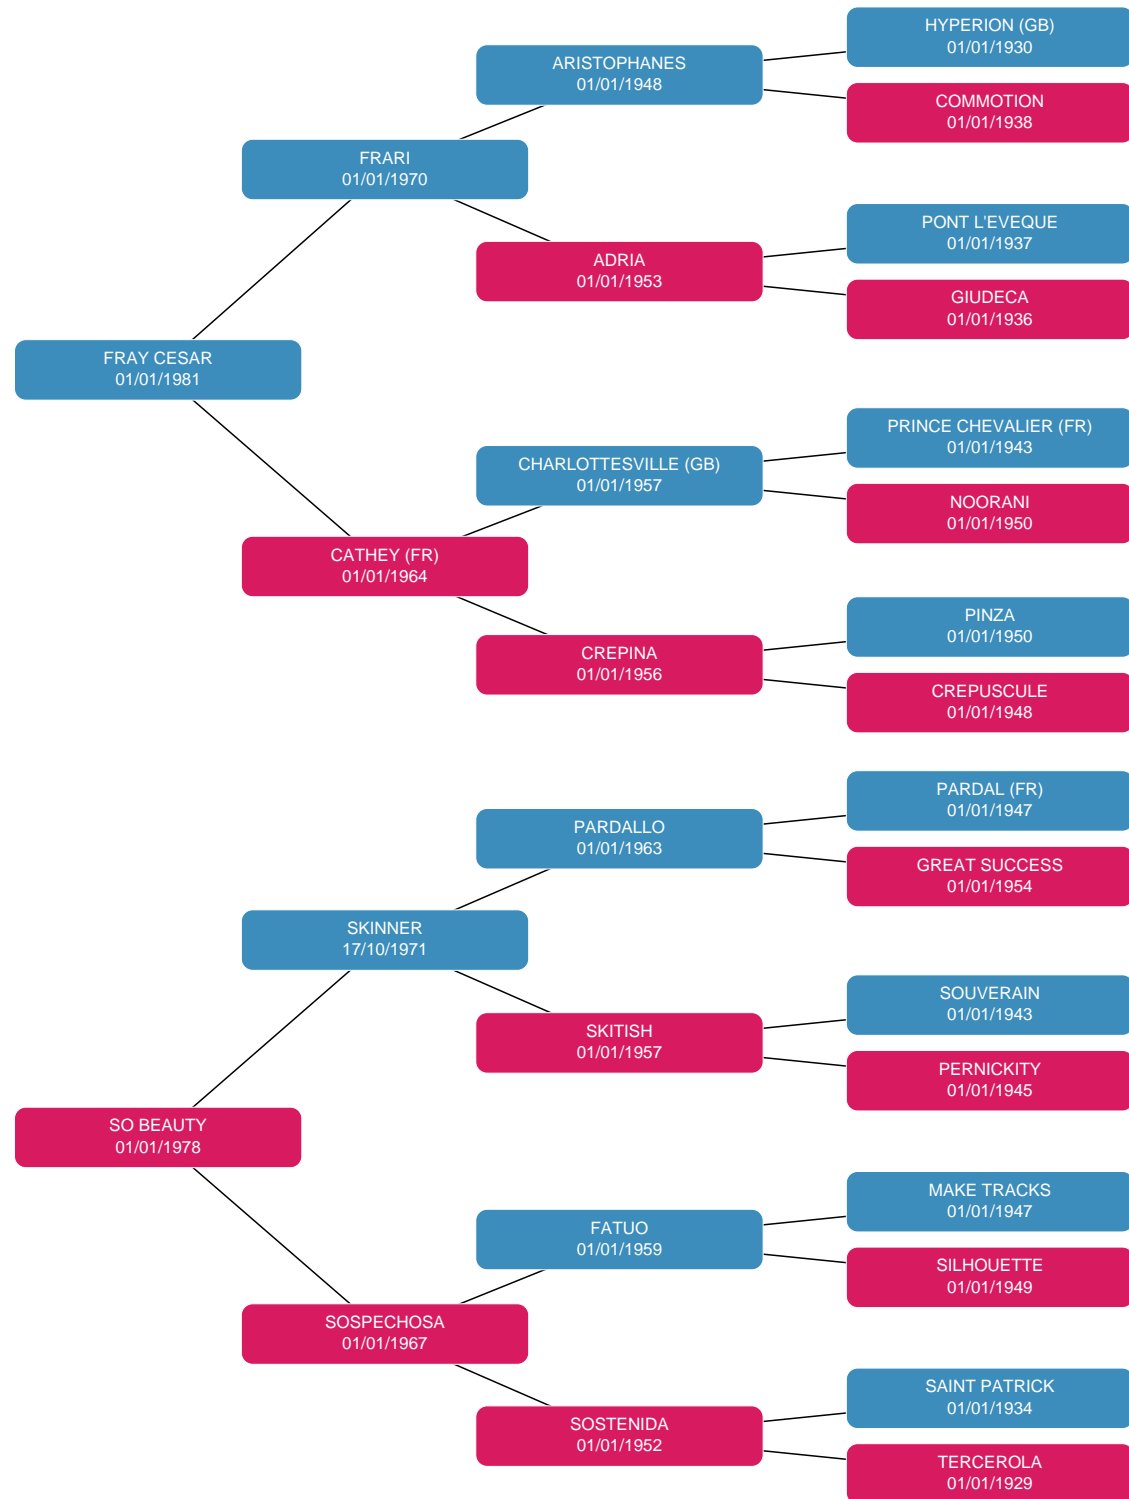 HYPERION (GB)
01/01/1930
ARISTOPHANES
01/01/1948
COMMOTION
01/01/1938
FRARI
01/01/1970
PONT L'EVEQUE
01/01/1937
ADRIA
01/01/1953
GIUDECA
01/01/1936
FRAY CESAR
01/01/1981
PRINCE CHEVALIER (FR)
01/01/1943
CHARLOTTESVILLE (GB)
01/01/1957
NOORANI
01/01/1950
CATHEY (FR)
01/01/1964
PINZA
01/01/1950
CREPINA
01/01/1956
CREPUSCULE
01/01/1948
PARDAL (FR)
01/01/1947
PARDALLO
01/01/1963
GREAT SUCCESS
01/01/1954
SKINNER
17/10/1971
SOUVERAIN
01/01/1943
SKITISH
01/01/1957
PERNICKITY
01/01/1945
SO BEAUTY
01/01/1978
MAKE TRACKS
01/01/1947
FATUO
01/01/1959
SILHOUETTE
01/01/1949
SOSPECHOSA
01/01/1967
SAINT PATRICK
01/01/1934
SOSTENIDA
01/01/1952
TERCEROLA
01/01/1929